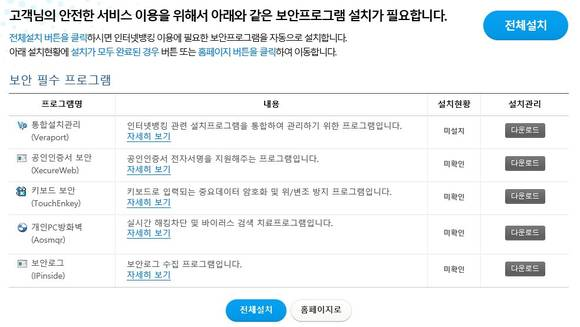 고객님의 안전한 서비스 이용을 위해서 아래와 같은 보안프로그램 설치가 필요합니다.
전체설치
전체설치 버튼을 클릭하시면 인터넷뱅킹 이용에 필요한 보안프로그램을 자동으로 설치합니다.
아래 설치현황에 설치가 모두 완료된 경우 버튼 또는 홈페이지 버튼을 클릭하여 이동합니다.
보안 필수 프로그램
프로그램명 내용 설치현황 설치관리
통합설치관리
(Veraport)
인터넷뱅킹 관련 설치프로그램을 통합하여 관리하기 위한 프로그램입니다.
자세히 보기
미설치 다운로드
공인인증서 보안
(XecureWeb)
공인인증서 전자서명을 지원해주는 프로그램입니다.
자세히 보기
미확인 다운로드
키보드 보안
(TouchEnkey)
키보드로 입력되는 중요데이터 암호화 및 위/변조 방지 프로그램입니다.
자세히 보기
미확인 다운로드
개인PC방화벽
(Aosmqr)
실시간 해킹차단 및 바이러스 검색 치료프로그램입니다.
자세히 보기
미확인 다운로드
보안로그
(IPinside)
보안로그 수집 프로그램입니다.
자세히 보기
미확인 다운로드
전체설치 홈페이지로